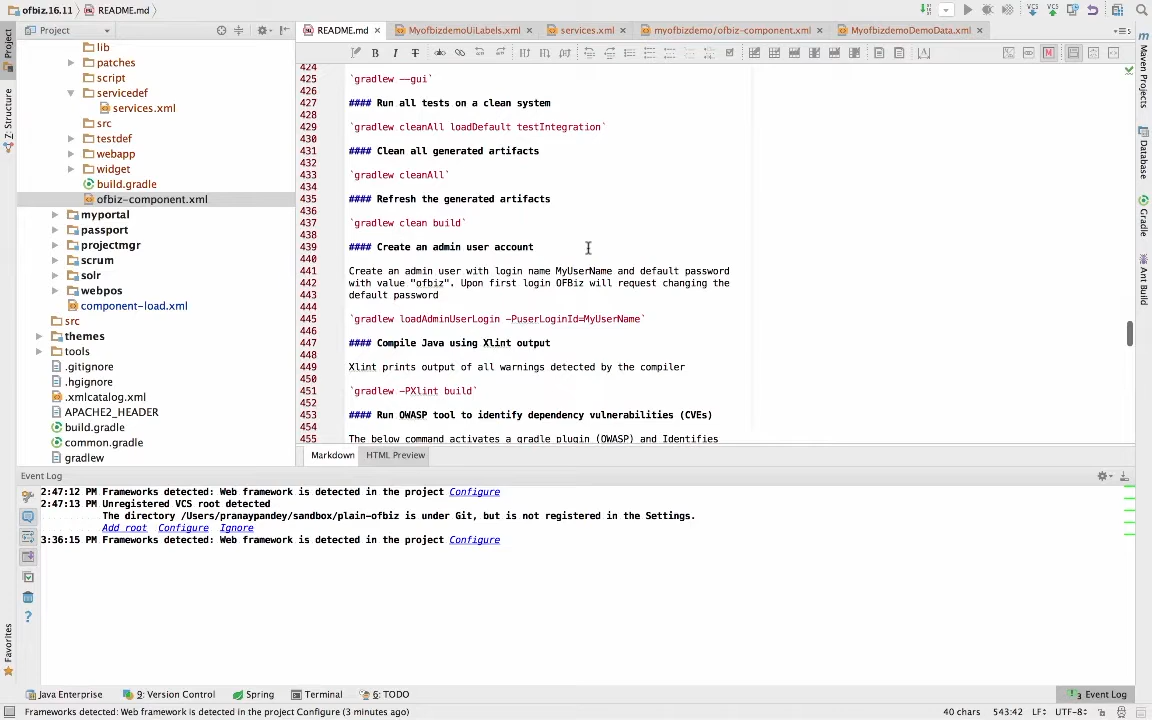 ofbiz.16.11
README.md
Project
README.md
MyofbizdemoUiLabels.xml
services.xml
myofbizdemo/ofbiz-component.xml
MyofbizdemoDemoData.xml
lib
patches
script
servicedef
services.xml
src
testdef
webapp
widget
build.gradle
ofbiz-component.xml
myportal
passport
projectmgr
scrum
solr
webpos
component-load.xml
src
themes
tools
.gitignore
.hgignore
.xmlcatalog.xml
APACHE2_HEADER
build.gradle
common.gradle
gradlew
424
425 `gradlew --gui`
426
427 #### Run all tests on a clean system
428
429 `gradlew cleanAll loadDefault testIntegration`
430
431 #### Clean all generated artifacts
432
433 `gradlew cleanAll`
434
435 #### Refresh the generated artifacts
436
437 `gradlew clean build`
438
439 #### Create an admin user account
440
441 Create an admin user with login name MyUserName and default password
442 with value "ofbiz". Upon first login OFBiz will request changing the
443 default password
444
445 `gradlew loadAdminUserLogin -PuserLoginId=MyUserName`
446
447 #### Compile Java using Xlint output
448
449 Xlint prints output of all warnings detected by the compiler
450
451 `gradlew -PXlint build`
452
453 #### Run OWASP tool to identify dependency vulnerabilities (CVEs)
454
455 The below command activates a gradle plugin (OWASP) and Identifies
Markdown
HTML Preview
Project
Z: Structure
Favorites
Maven Projects
Database
Gradle
Ant Build
Event Log
2:47:12 PM Frameworks detected: Web framework is detected in the project Configure
2:47:13 PM Unregistered VCS root detected
The directory /Users/pranaypandey/sandbox/plain-ofbiz is under Git, but is not registered in the Settings.
Add root Configure Ignore
3:36:15 PM Frameworks detected: Web framework is detected in the project Configure
Java Enterprise
9: Version Control
Spring
Terminal
6: TODO
3 Event Log
Frameworks detected: Web framework is detected in the project Configure (3 minutes ago)
40 chars
543:42
LF
UTF-8